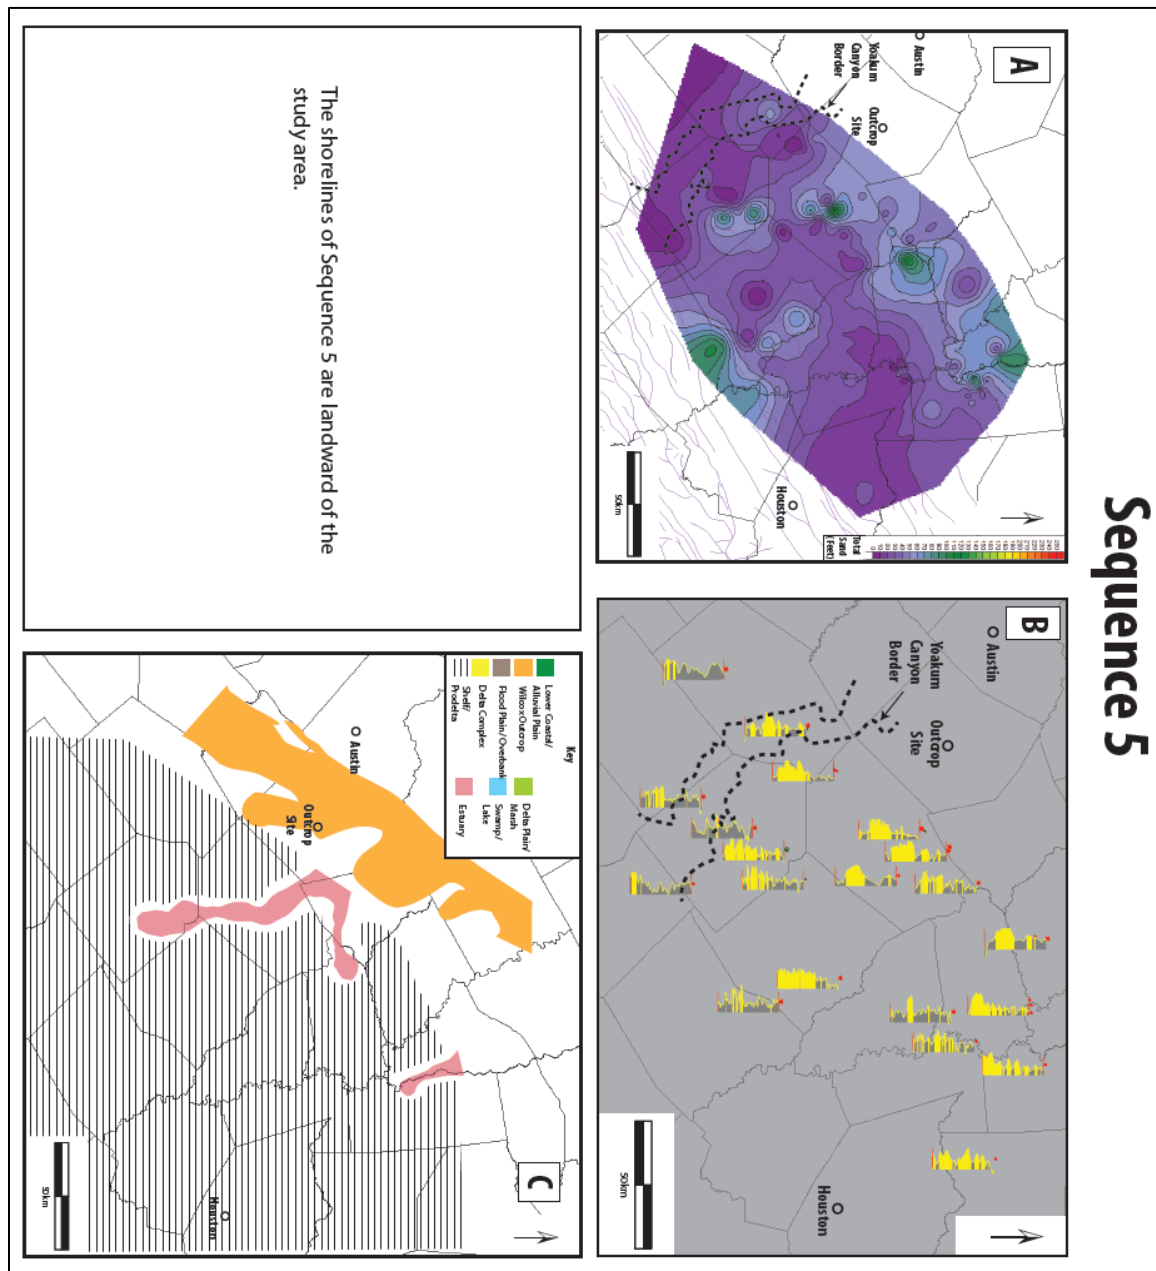 Sequence 5
A
Austin
Yoakum
Canyon
Border
Outcrop
Site
Houston
50km
Total
Sand
(Feet)
B
Austin
Yoakum
Canyon
Border
Outcrop
Site
Houston
50km
The shorelines of Sequence 5 are landward of the
study area.
C
Austin
Outcrop
Site
Houston
50km
Key
Lower Coastal/
Alluvial Plain
Wilcox Outcrop
Flood Plain/Overbank
Delta Complex
Shelf/
Prodelta
Delta Plain/
Marsh
Swamp/
Lake
Estuary